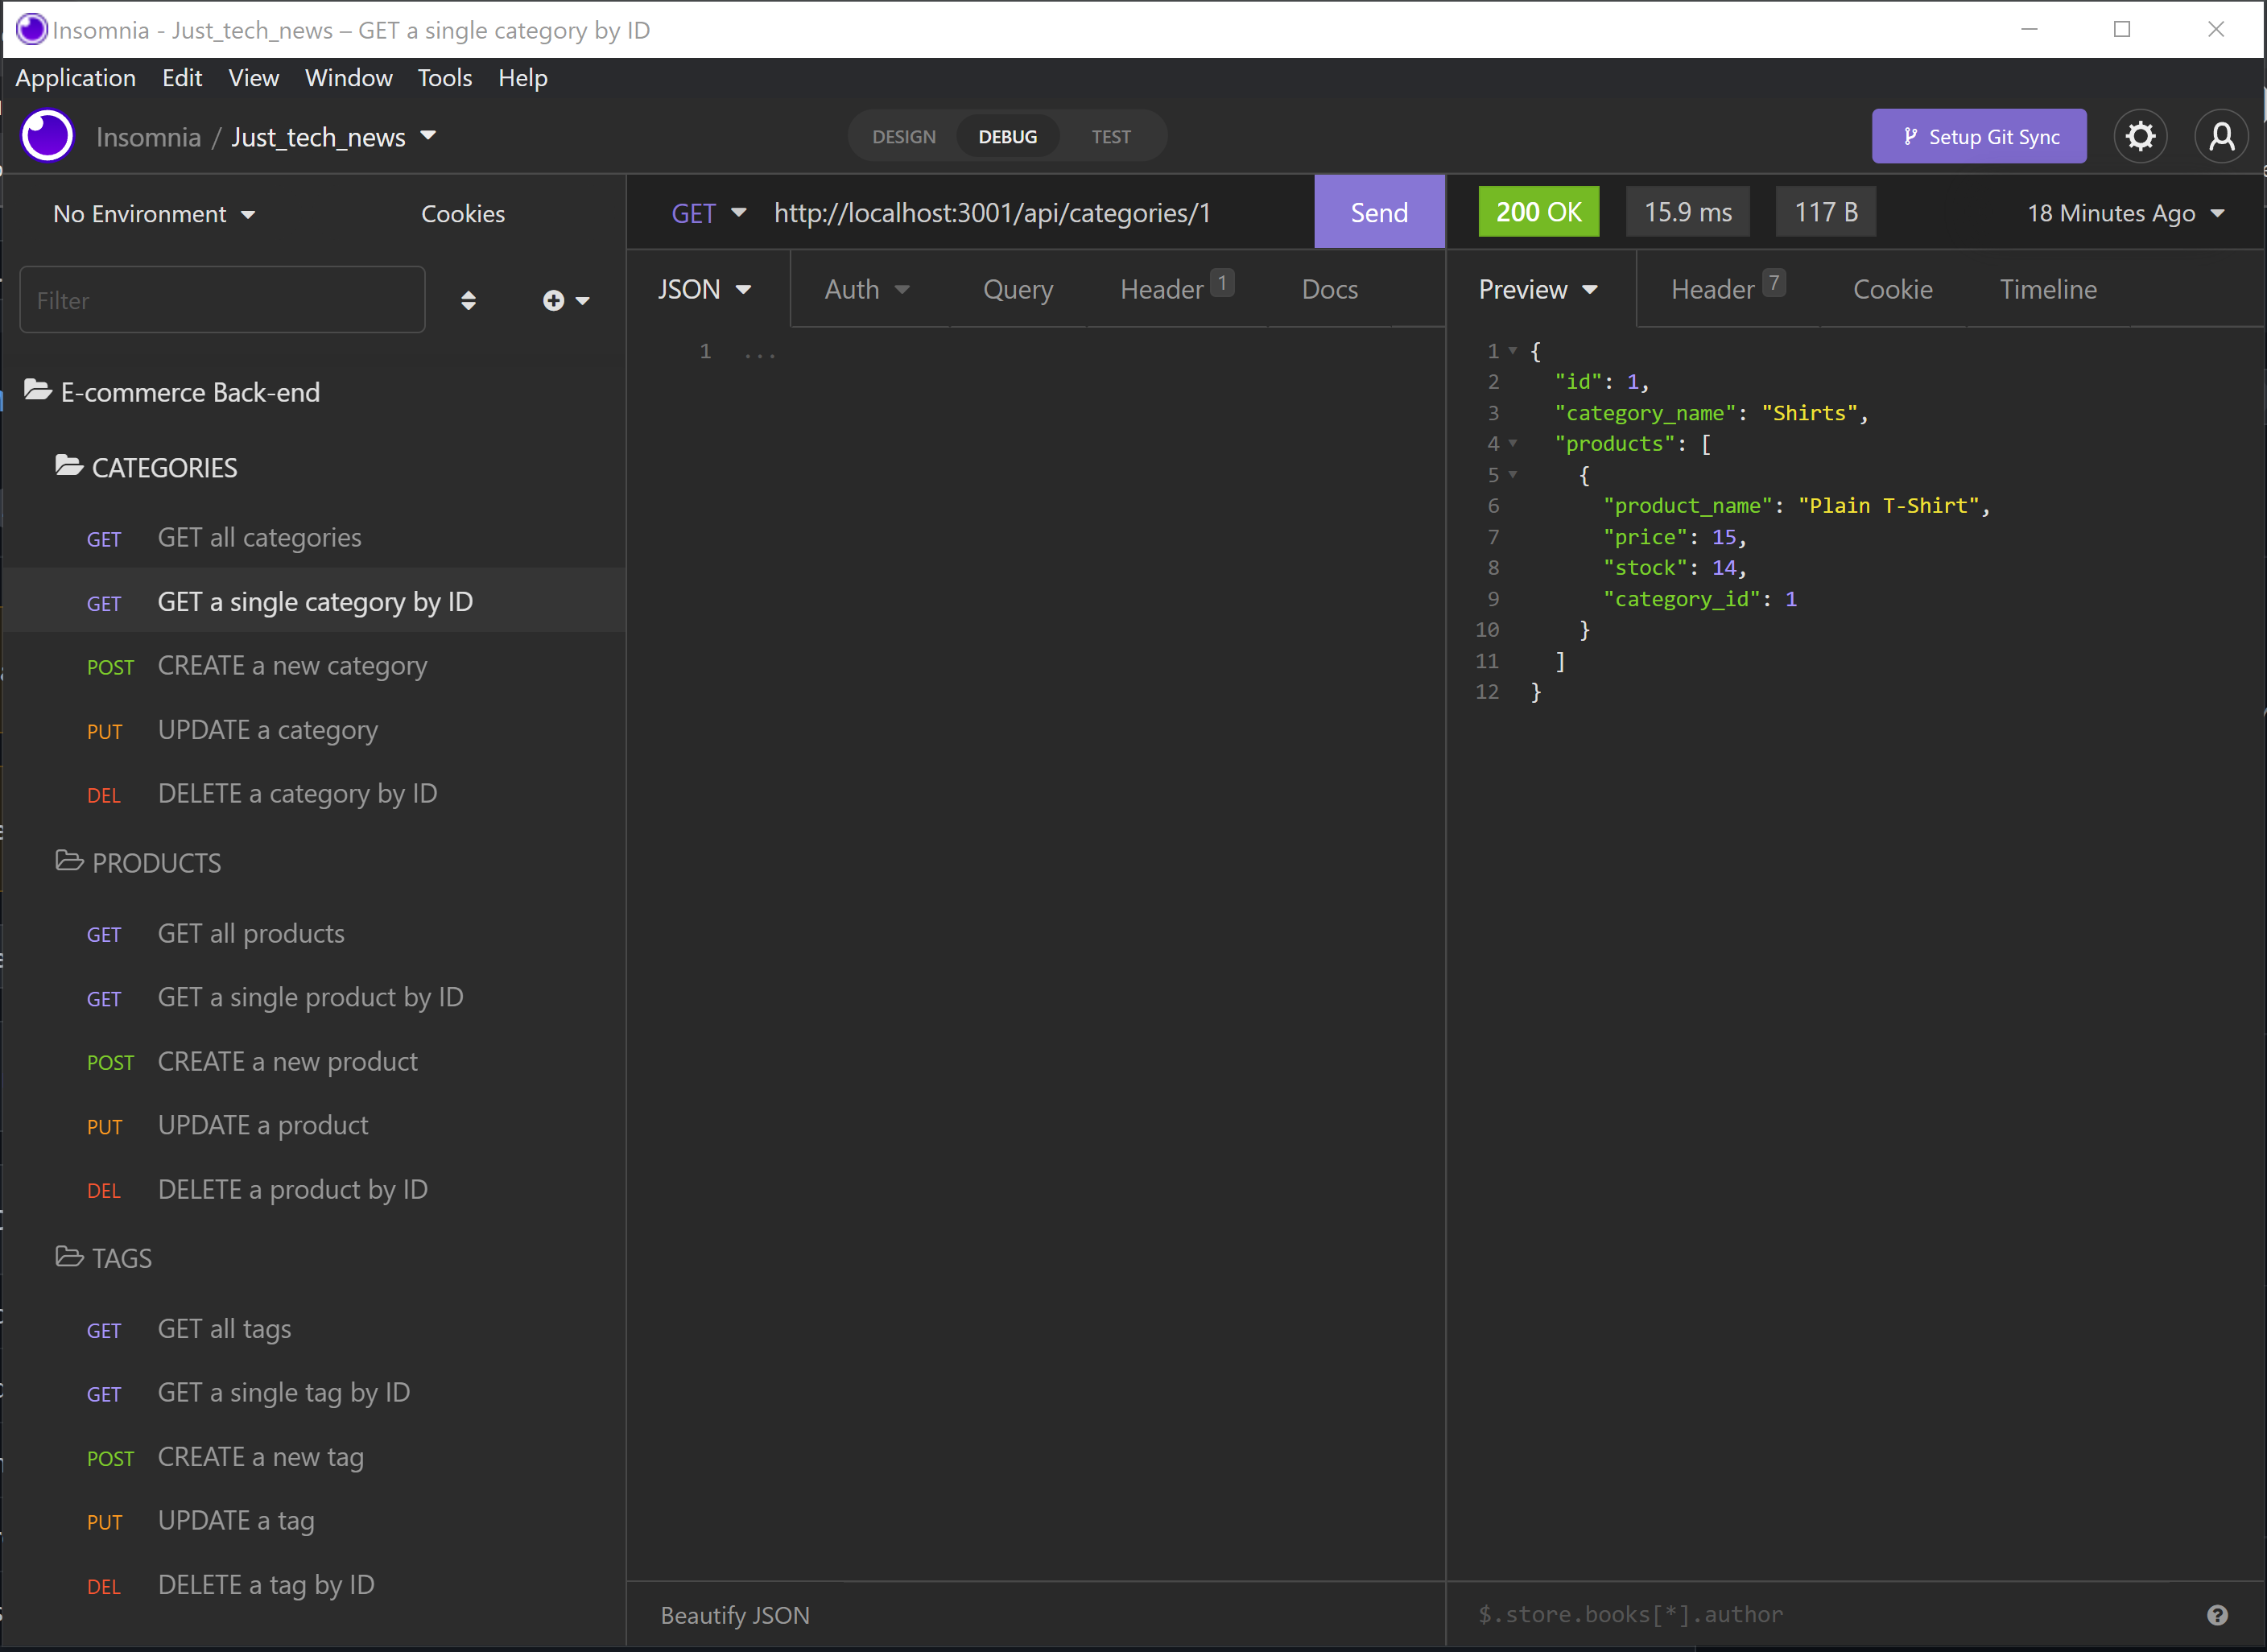 Insomnia - Just_tech_news – GET a single category by ID
Application Edit View Window Tools Help
Insomnia / Just_tech_news
DESIGN DEBUG TEST
Setup Git Sync
No Environment Cookies
Filter
E-commerce Back-end
CATEGORIES
GET GET all categories
GET GET a single category by ID
POST CREATE a new category
PUT UPDATE a category
DEL DELETE a category by ID
PRODUCTS
GET GET all products
GET GET a single product by ID
POST CREATE a new product
PUT UPDATE a product
DEL DELETE a product by ID
TAGS
GET GET all tags
GET GET a single tag by ID
POST CREATE a new tag
PUT UPDATE a tag
DEL DELETE a tag by ID
GET http://localhost:3001/api/categories/1 Send
JSON Auth Query Header 1 Docs
1 ...
Beautify JSON
200 OK 15.9 ms 117 B 18 Minutes Ago
Preview Header 7 Cookie Timeline
1 {
2 "id": 1,
3 "category_name": "Shirts",
4 "products": [
5 {
6 "product_name": "Plain T-Shirt",
7 "price": 15,
8 "stock": 14,
9 "category_id": 1
10 }
11 ]
12 }
$.store.books[*].author